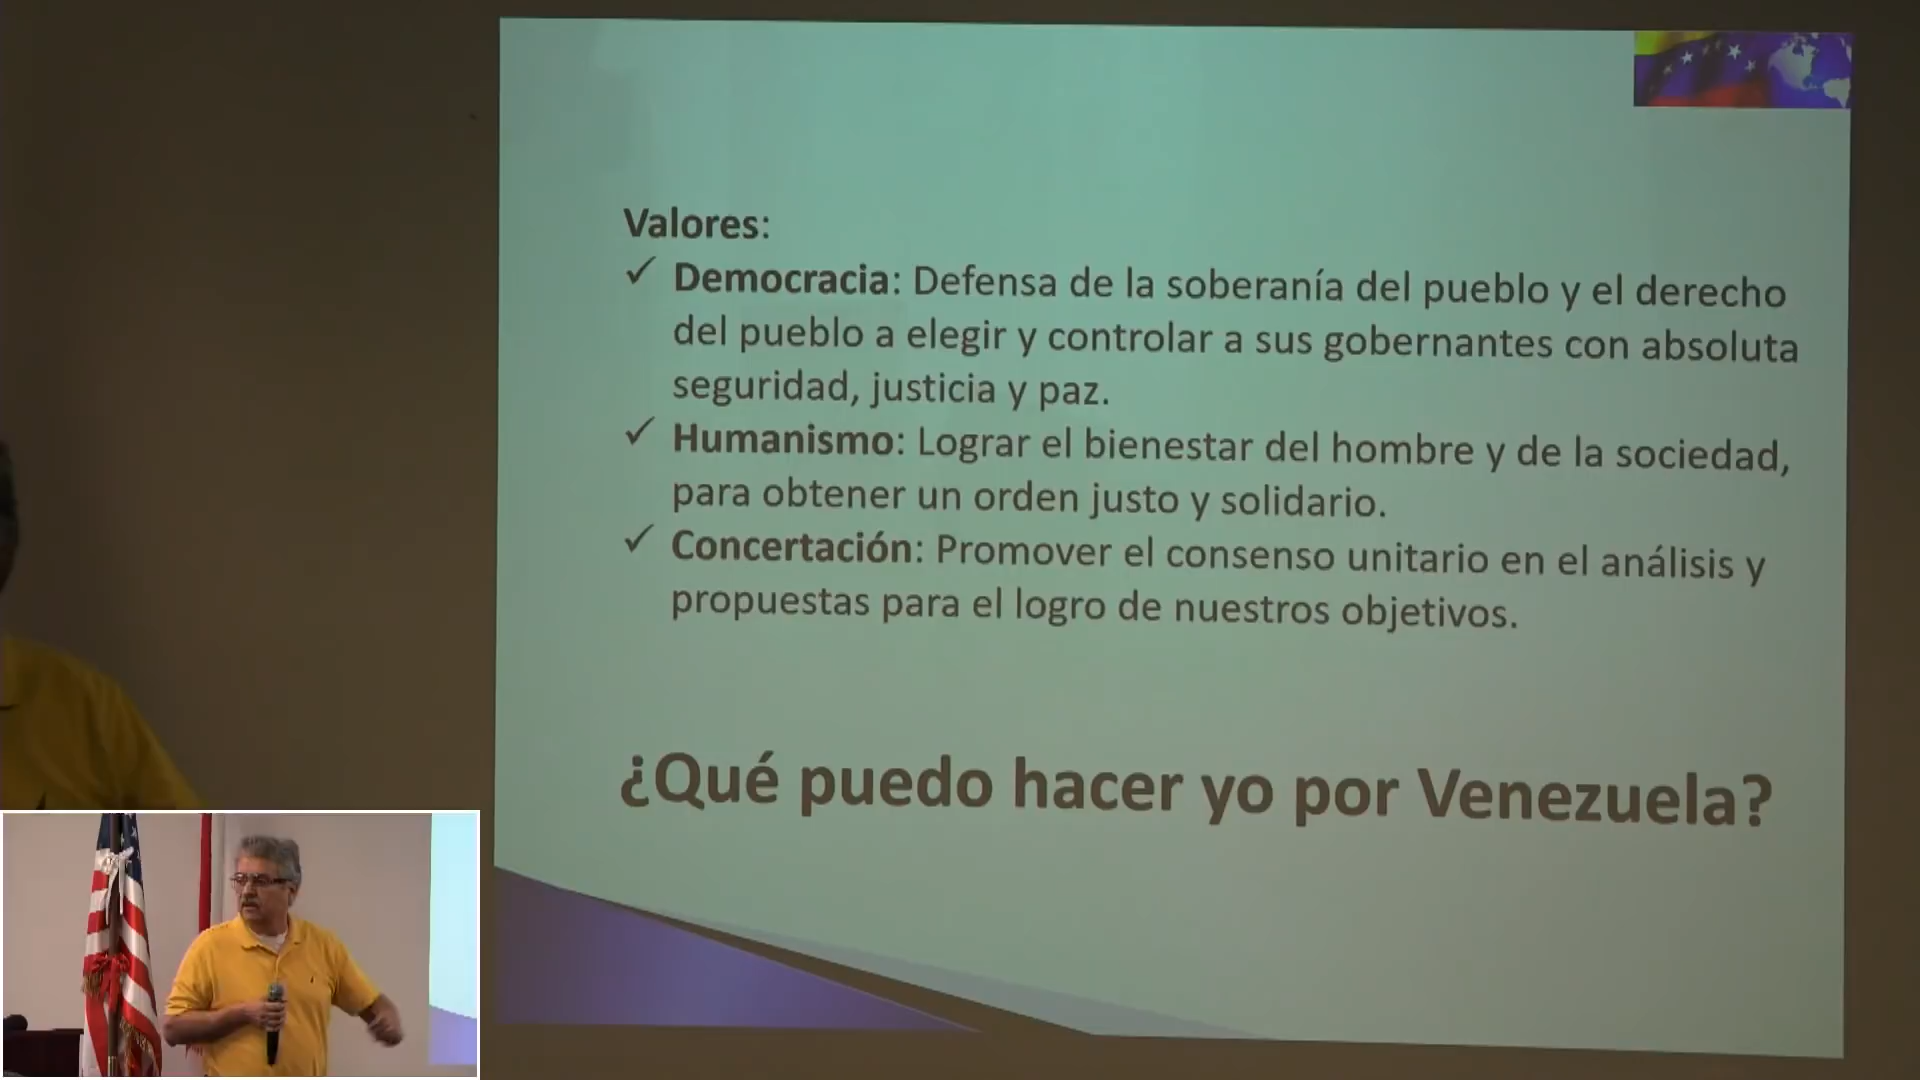 Valores:
✓ Democracia: Defensa de la soberanía del pueblo y el derecho
del pueblo a elegir y controlar a sus gobernantes con absoluta
seguridad, justicia y paz.
✓ Humanismo: Lograr el bienestar del hombre y de la sociedad,
para obtener un orden justo y solidario.
✓ Concertación: Promover el consenso unitario en el análisis y
propuestas para el logro de nuestros objetivos.
¿Qué puedo hacer yo por Venezuela?